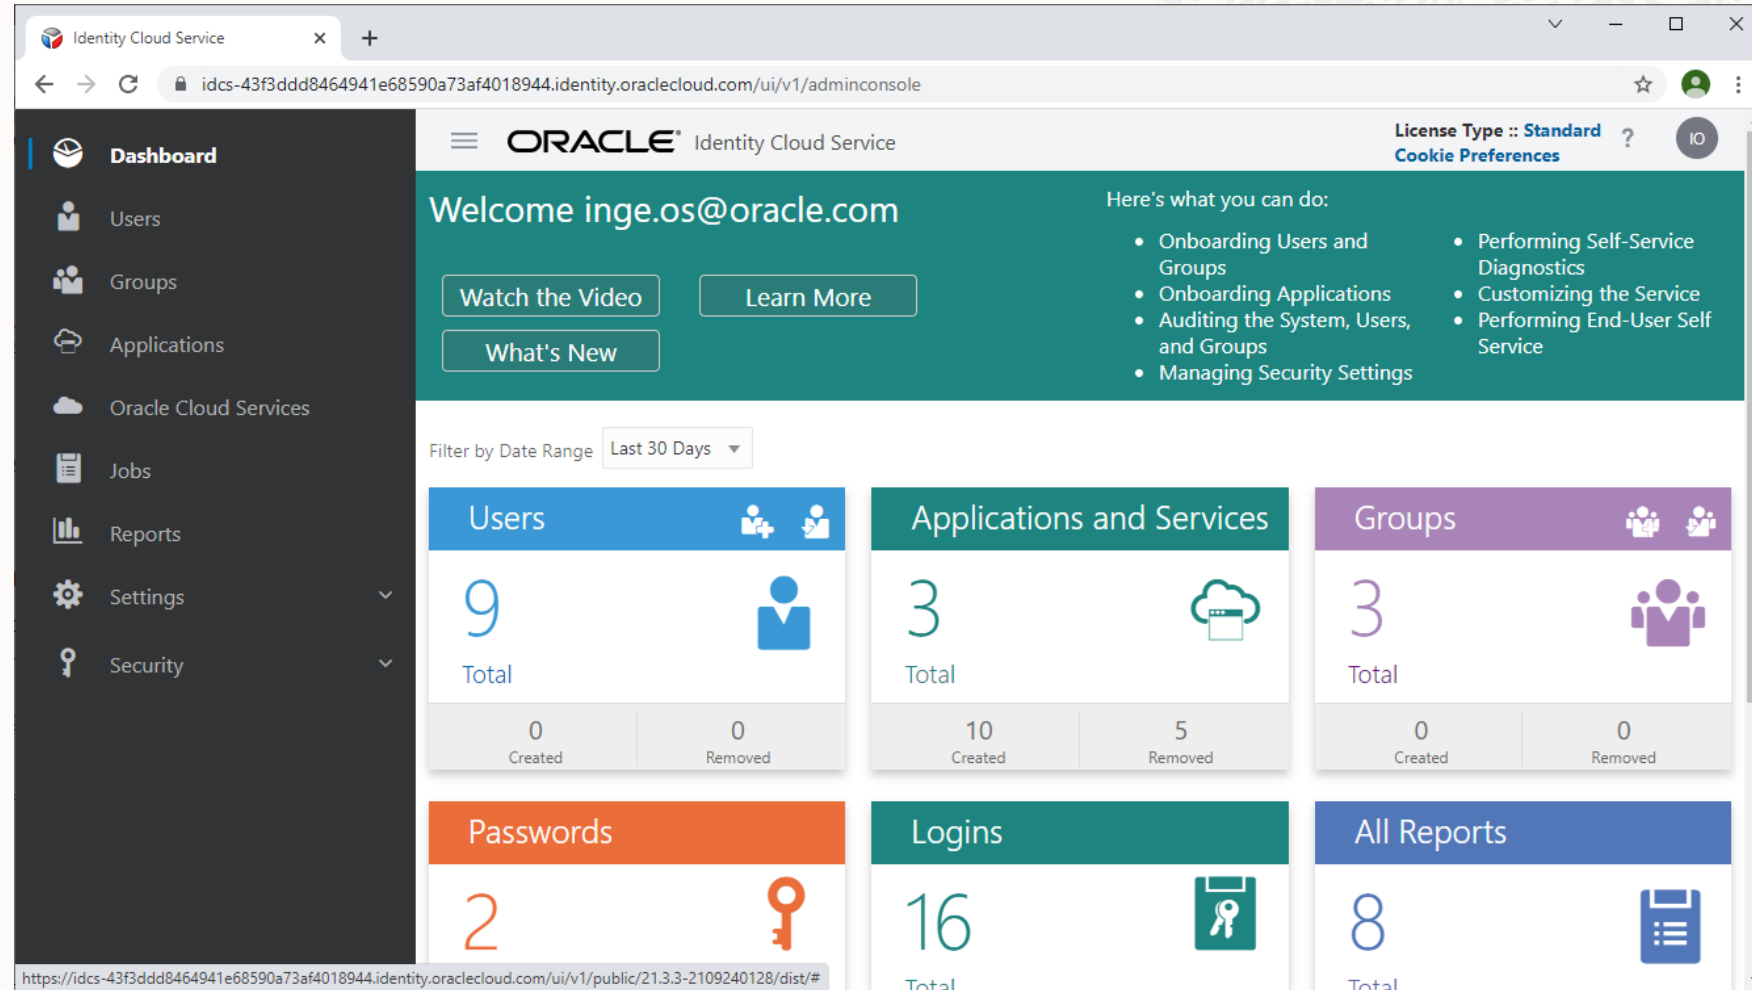 Identity Cloud Service
idcs-43f3ddd8464941e68590a73af4018944.identity.oraclecloud.com/ui/v1/adminconsole
Dashboard
Users
Groups
Applications
Oracle Cloud Services
Jobs
Reports
Settings
Security
ORACLE® Identity Cloud Service
License Type :: Standard
Cookie Preferences
?
IO
Welcome inge.os@oracle.com
Watch the Video
Learn More
What's New
Here's what you can do:
• Onboarding Users and
Groups
• Onboarding Applications
• Auditing the System, Users,
and Groups
• Managing Security Settings
• Performing Self-Service
Diagnostics
• Customizing the Service
• Performing End-User Self
Service
Filter by Date Range Last 30 Days
Users
9
Total
0
Created
0
Removed
Applications and Services
3
Total
10
Created
5
Removed
Groups
3
Total
0
Created
0
Removed
Passwords
2
Logins
16
Total
All Reports
8
Total
https://idcs-43f3ddd8464941e68590a73af4018944.identity.oraclecloud.com/ui/v1/public/21.3.3-2109240128/dist/#